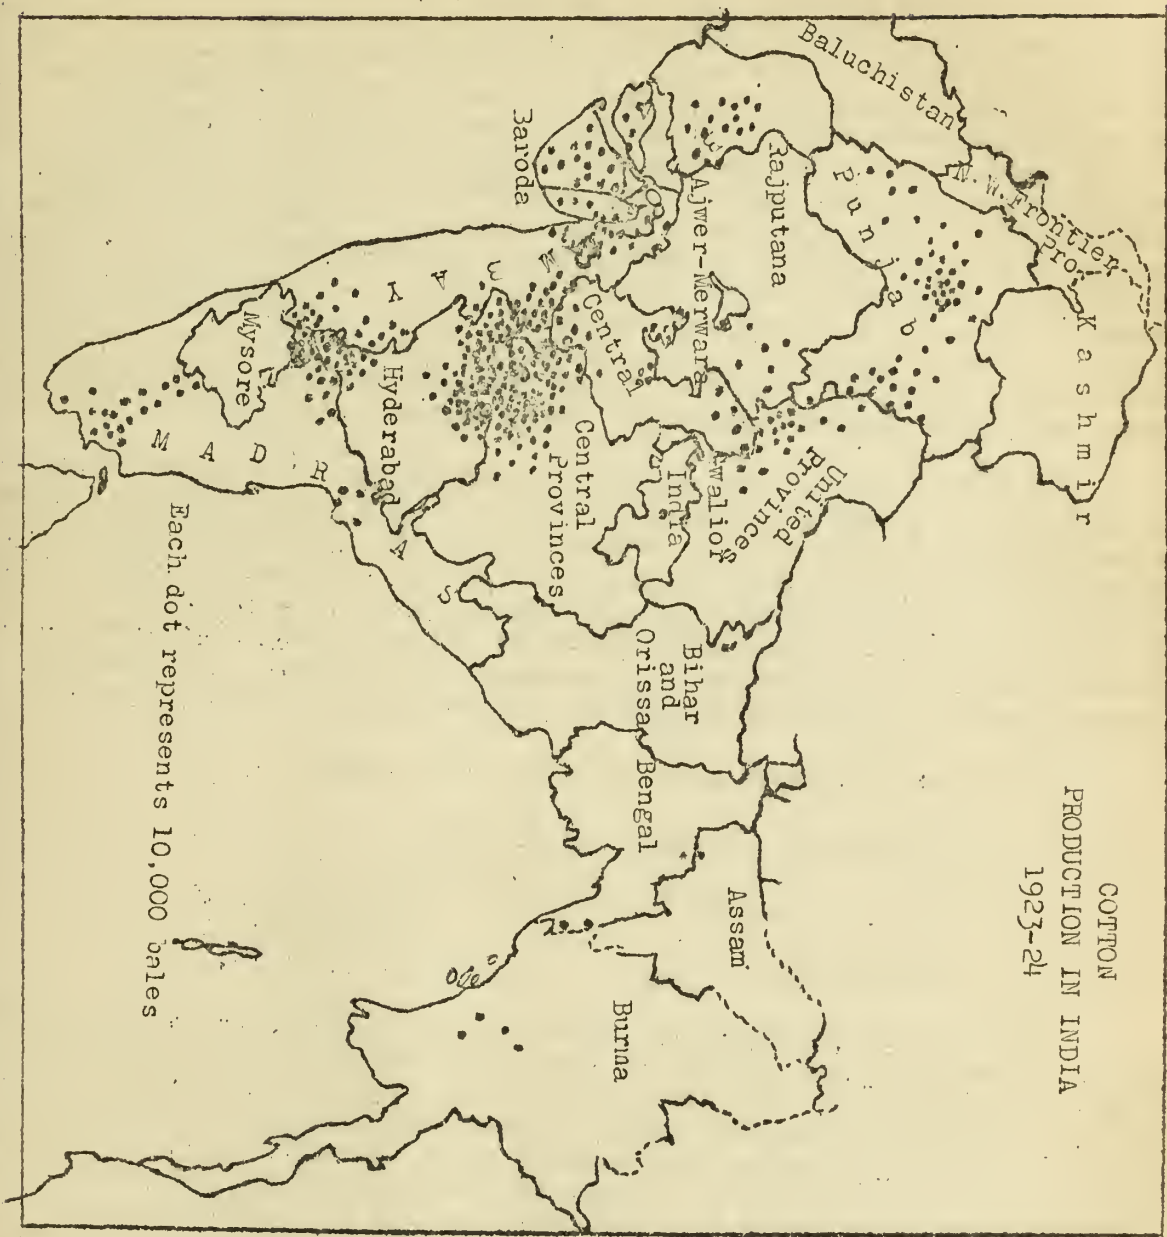 COTTON
PRODUCTION IN INDIA
1923-24
Kashmir
N.W.Frontier
Pro.
Baluchistan
Punjab
Rajputana
Ajwer-Merwara
United
Provinces
Gwalior
Central
India
Baroda
Central
Provinces
Bihar
and
Orissa
Bengal
Assam
Burma
Hyderabad
Mysore
MADRAS
Each dot represents 10,000 bales